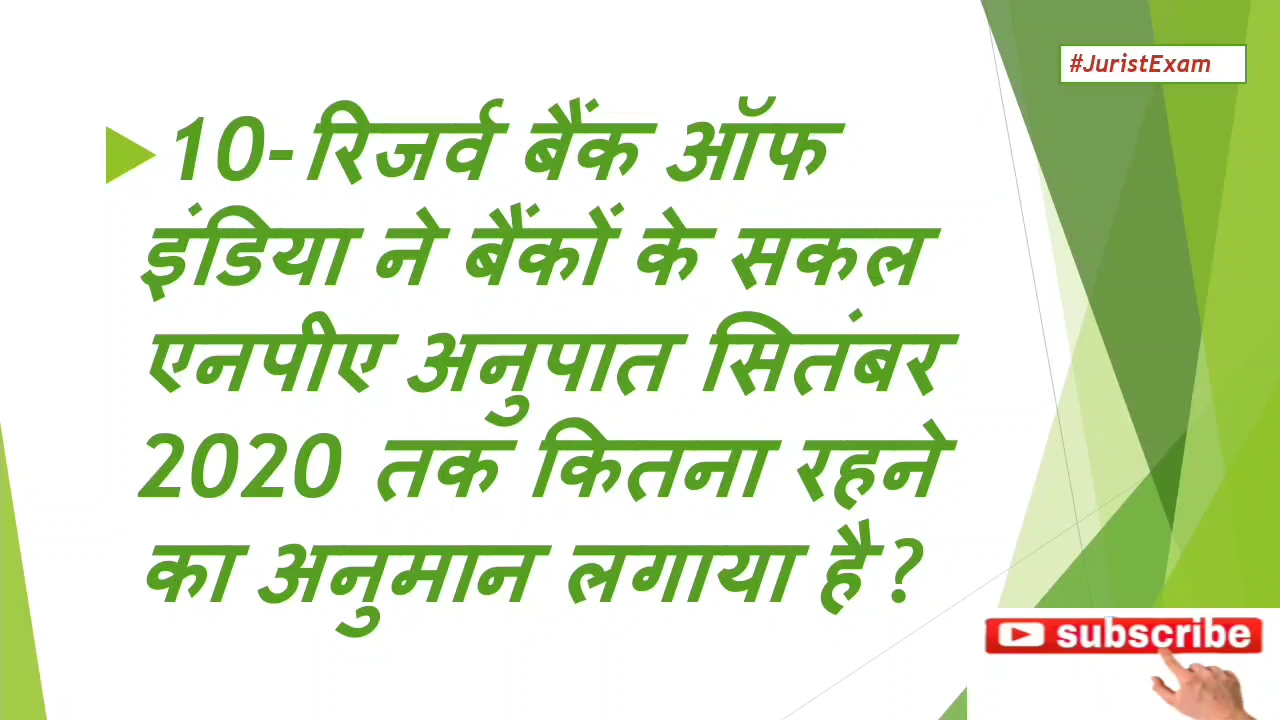 #JuristExam
10-रिजर्व बैंक ऑफ
इंडिया ने बैंकों के सकल
एनपीए अनुपात सितंबर
2020 तक कितना रहने
का अनुमान लगाया है?
subscribe